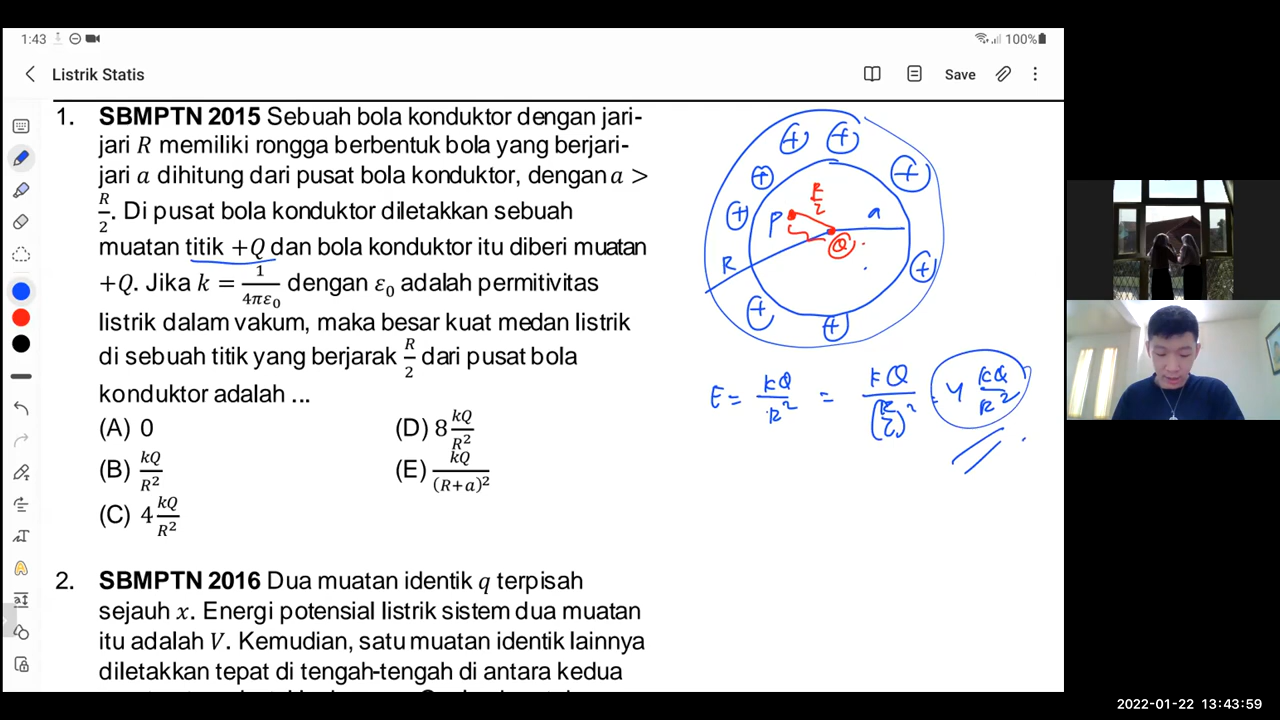 1:43
100%
Listrik Statis
Save
1. SBMPTN 2015 Sebuah bola konduktor dengan jari-
jari R memiliki rongga berbentuk bola yang berjari-
jari a dihitung dari pusat bola konduktor, dengan a >
R/2. Di pusat bola konduktor diletakkan sebuah
muatan titik +Q dan bola konduktor itu diberi muatan
+Q. Jika k = 1/4πε₀ dengan ε₀ adalah permitivitas
listrik dalam vakum, maka besar kuat medan listrik
di sebuah titik yang berjarak R/2 dari pusat bola
konduktor adalah ...
(A) 0
(D) 8 kQ/R²
(B) kQ/R²
(E) kQ/(R+a)²
(C) 4 kQ/R²
2. SBMPTN 2016 Dua muatan identik q terpisah
sejauh x. Energi potensial listrik sistem dua muatan
itu adalah V. Kemudian, satu muatan identik lainnya
diletakkan tepat di tengah-tengah di antara kedua
+ + + + + + + +
R/2
P
a
Q
R
E = kQ/R² = kQ/(R/2)² = 4 kQ/R²
2022-01-22 13:43:59